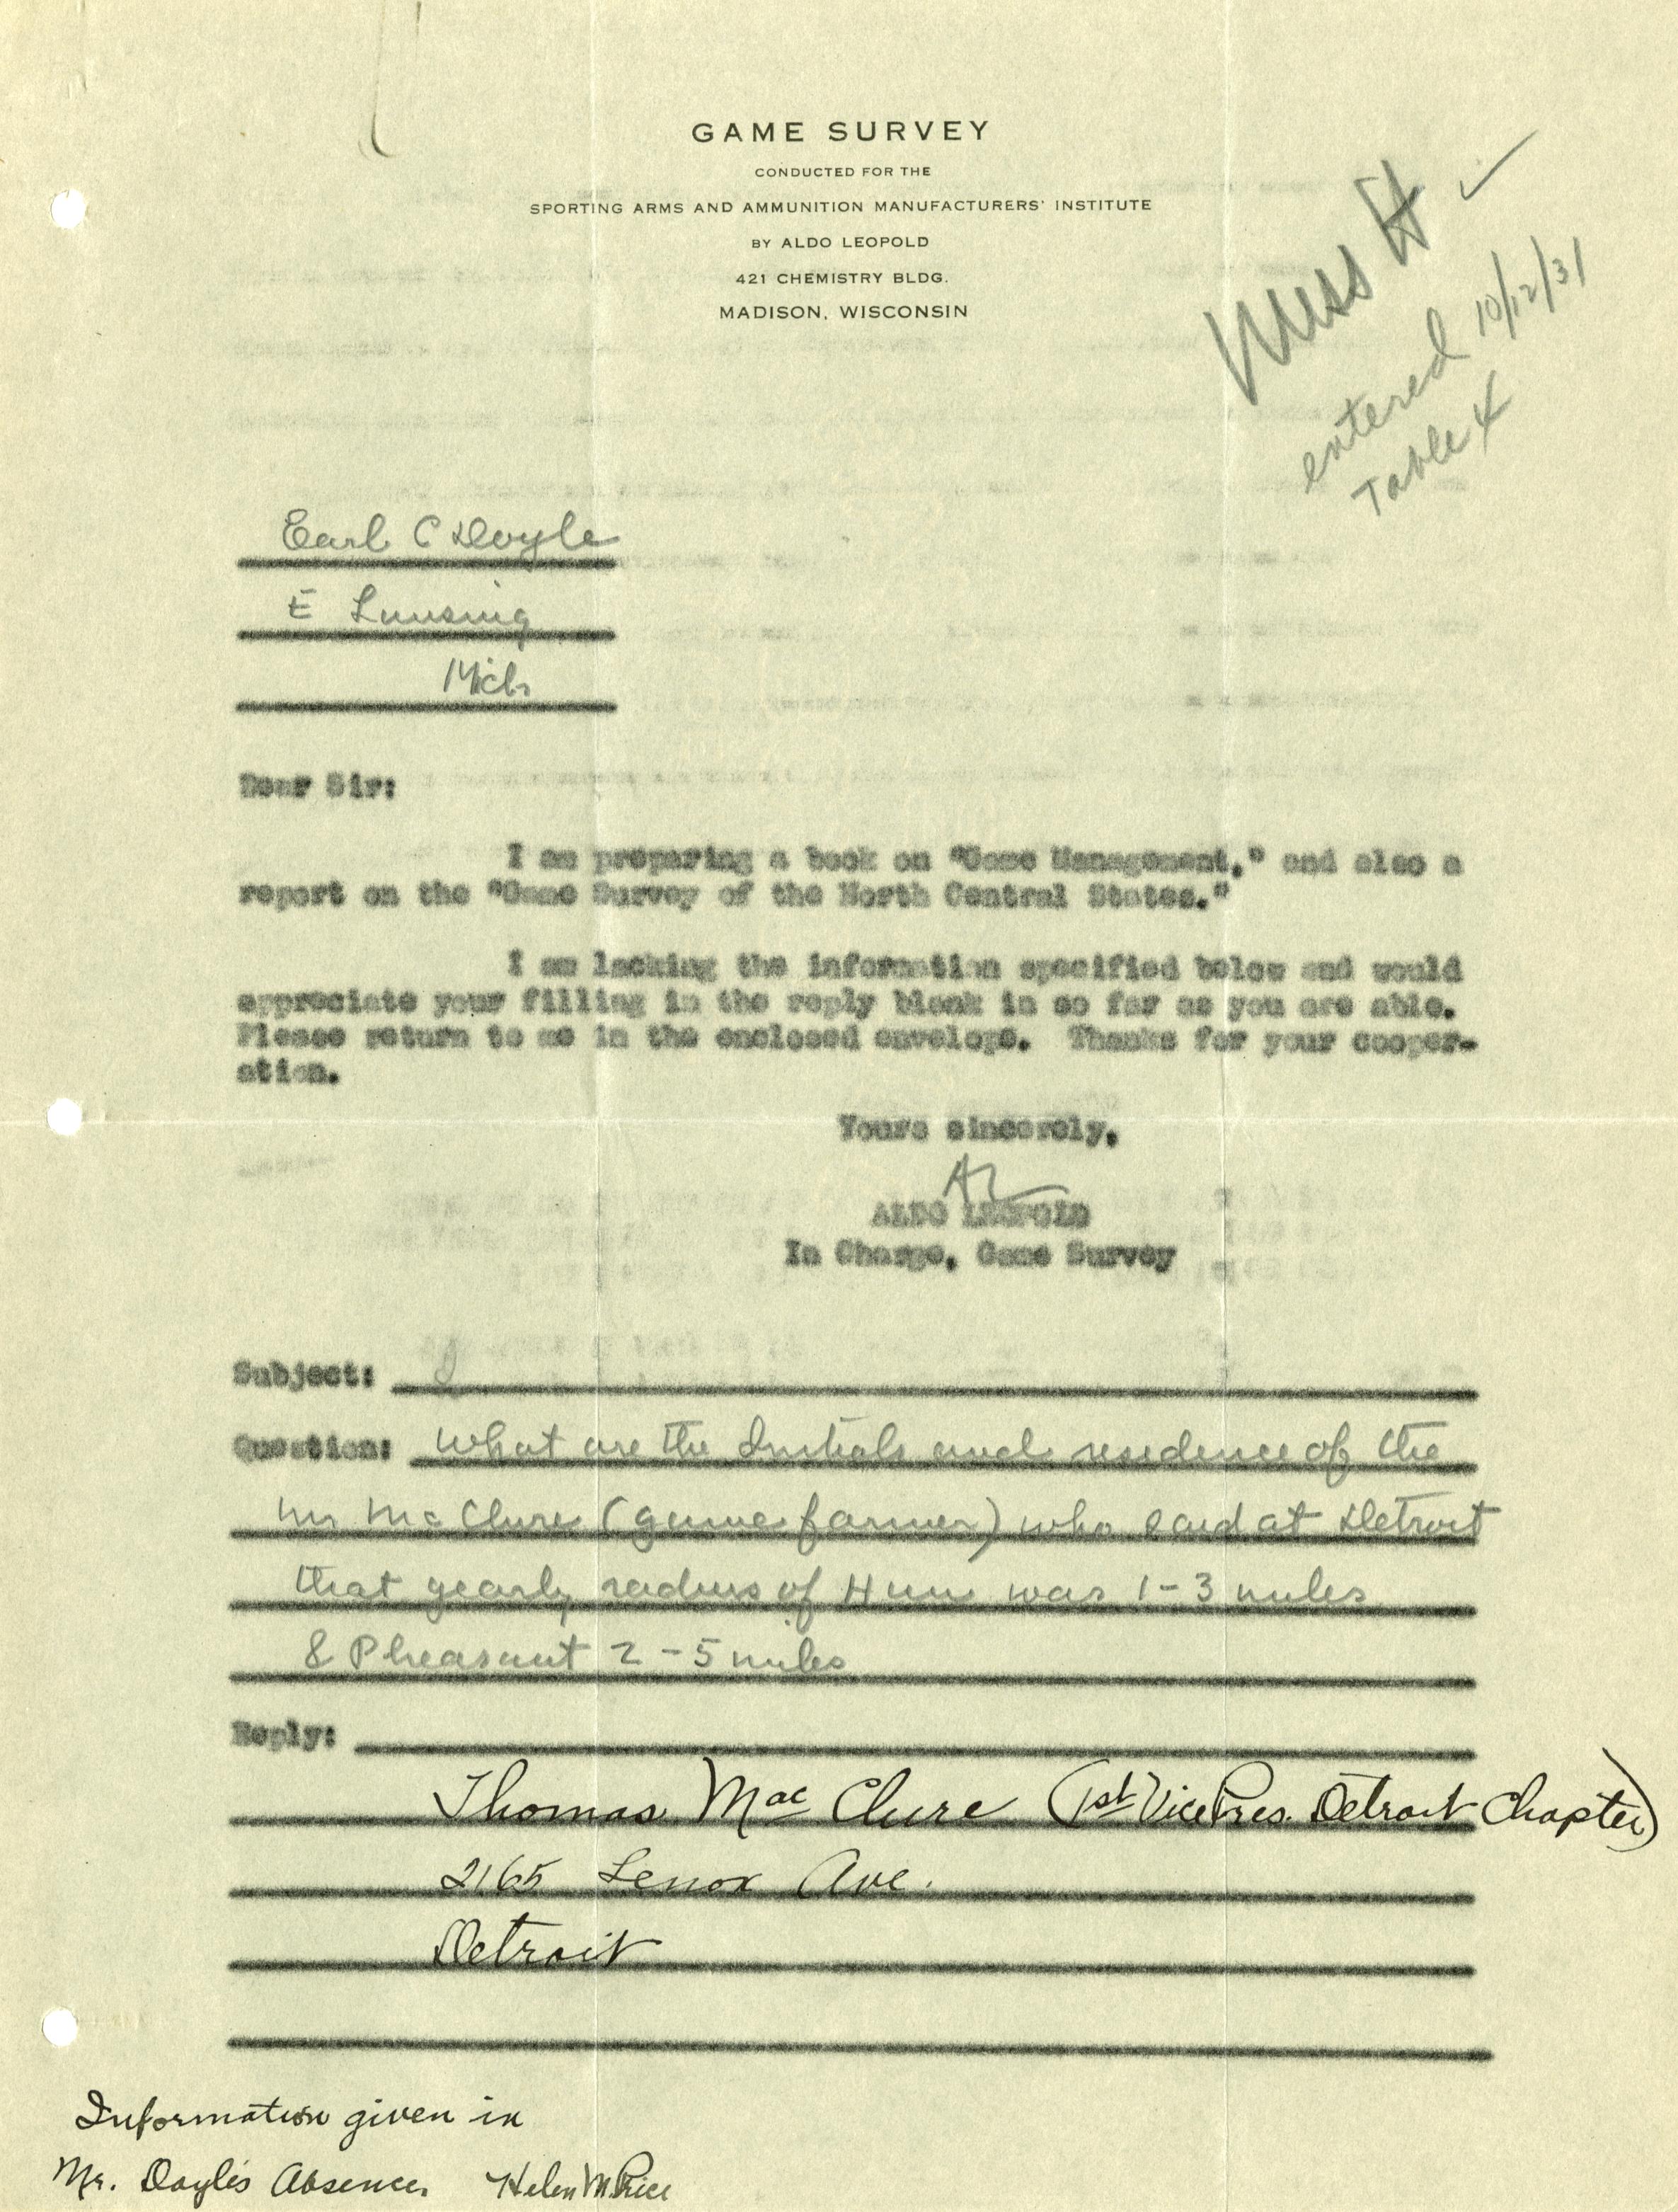 GAME SURVEY
CONDUCTED FOR THE
SPORTING ARMS AND AMMUNITION MANUFACTURERS' INSTITUTE
BY ALDO LEOPOLD
421 CHEMISTRY BLDG.
MADISON, WISCONSIN
Miss H ✓
entered 10/12/31
Table 4
Earl C Doyle
E Lansing
Mich
Dear Sir:
I am preparing a book on "Game Management," and also a
report on the "Game Survey of the North Central States."
I am lacking the information specified below and would
appreciate your filling in the reply blank in so far as you are able.
Please return to me in the enclosed envelope. Thanks for your cooper-
ation.
Yours sincerely,
AL
ALDO LEOPOLD
In Charge, Game Survey
Subject:
Question: What are the Initials and residence of the
Mr McClure (game farmer) who said at Detroit
that yearly radius of Hun was 1-3 miles
& Pheasant 2-5 miles
Reply:
Thomas MacClure (1st Vice Pres. Detroit Chapter)
2165 Lenox Ave.
Detroit
Information given in
Mr. Doyle's Absence. Helen M Price